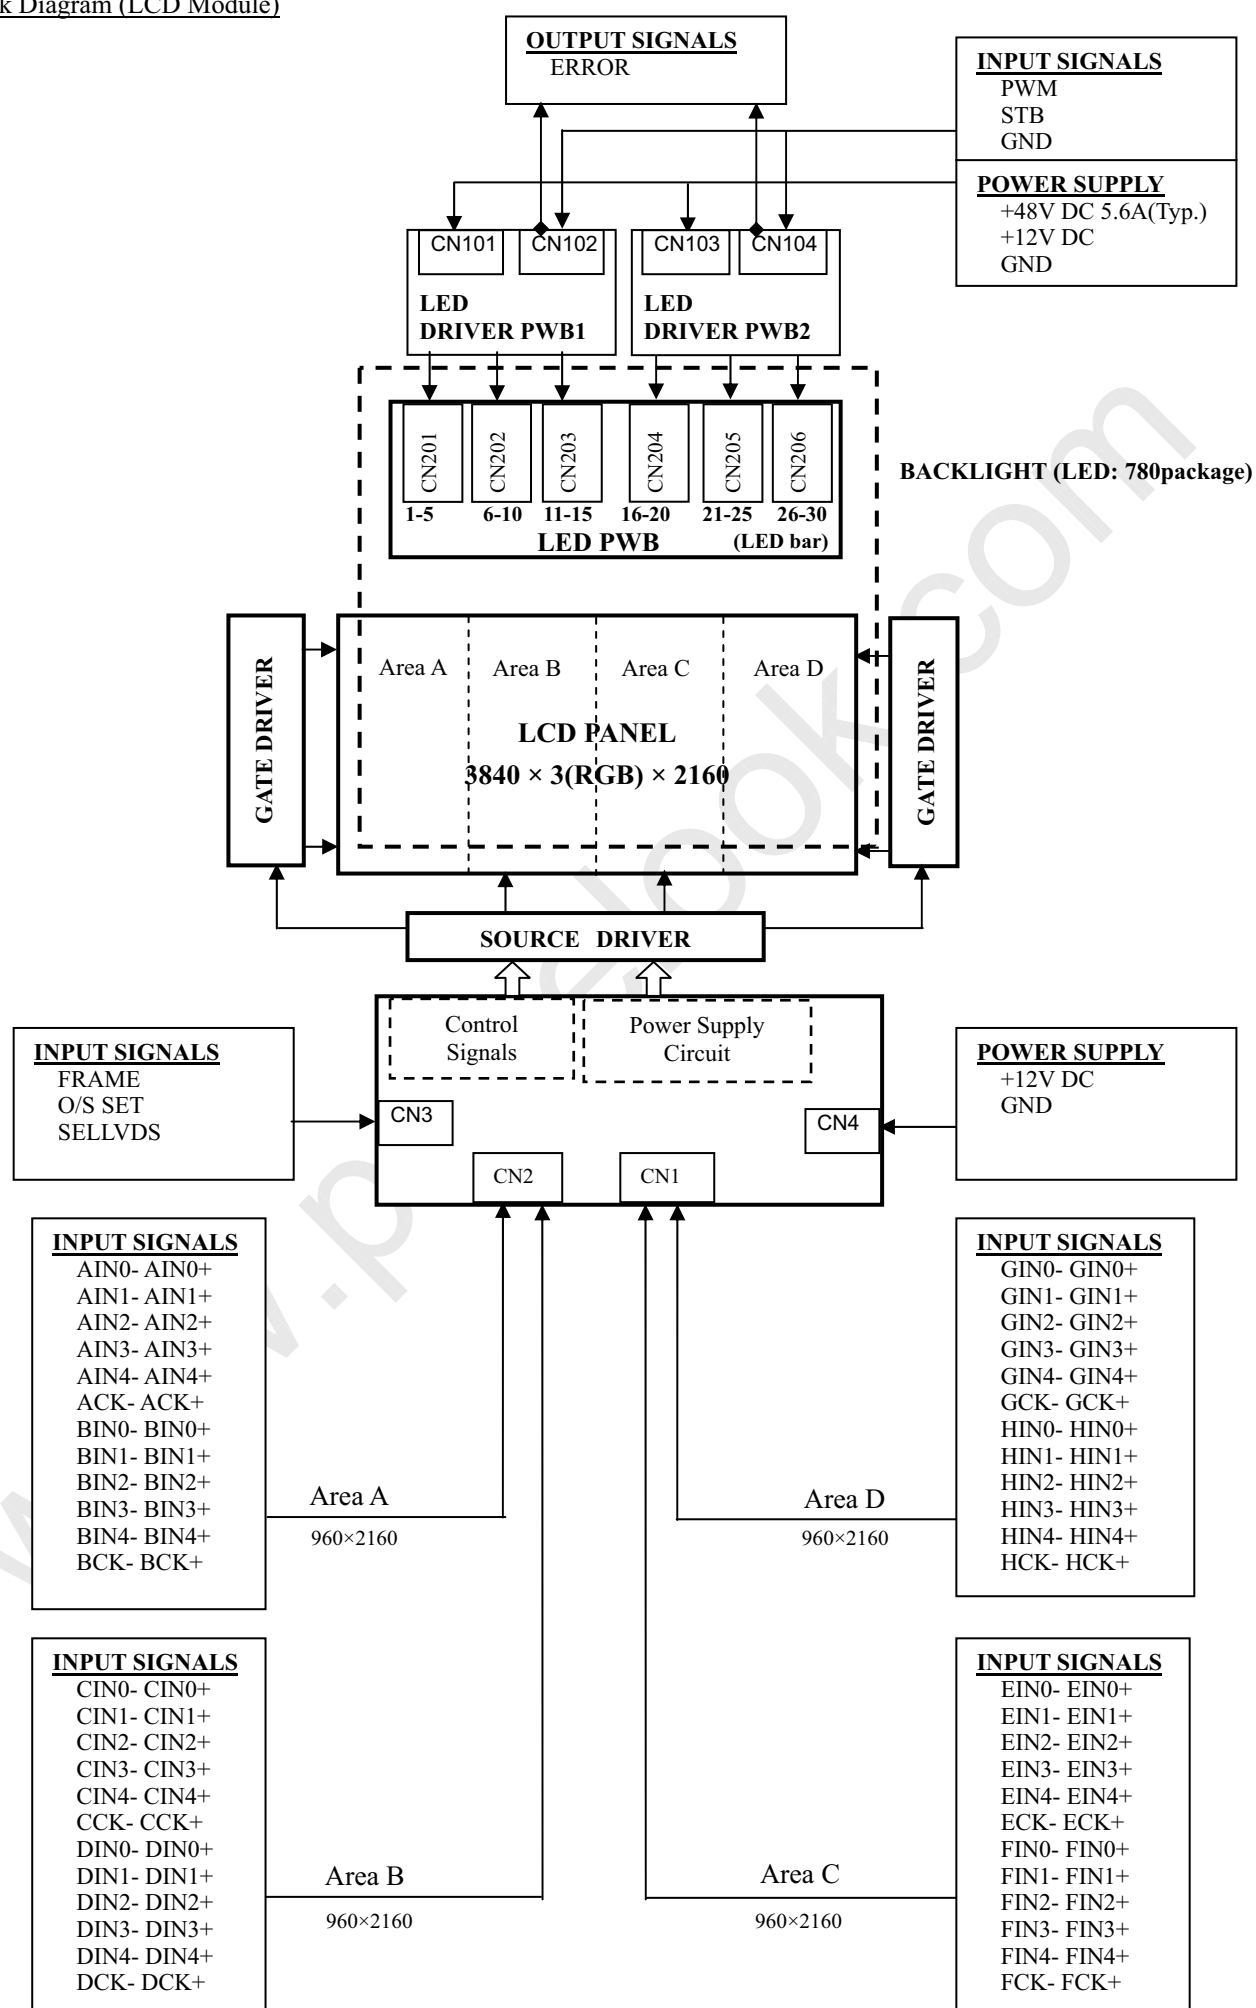 k Diagram (LCD Module)
OUTPUT SIGNALS
ERROR
INPUT SIGNALS
PWM
STB
GND
POWER SUPPLY
+48V DC 5.6A(Typ.)
+12V DC
GND
CN101
CN102
CN103
CN104
LED
DRIVER PWB1
LED
DRIVER PWB2
CN201
CN202
CN203
CN204
CN205
CN206
1-5
6-10
11-15
16-20
21-25
26-30
LED PWB
(LED bar)
BACKLIGHT (LED: 780package)
GATE DRIVER
Area A
Area B
Area C
Area D
LCD PANEL
3840 × 3(RGB) × 2160
GATE DRIVER
SOURCE DRIVER
Control
Signals
Power Supply
Circuit
INPUT SIGNALS
FRAME
O/S SET
SELLVDS
CN3
CN4
CN2
CN1
POWER SUPPLY
+12V DC
GND
INPUT SIGNALS
AIN0- AIN0+
AIN1- AIN1+
AIN2- AIN2+
AIN3- AIN3+
AIN4- AIN4+
ACK- ACK+
BIN0- BIN0+
BIN1- BIN1+
BIN2- BIN2+
BIN3- BIN3+
BIN4- BIN4+
BCK- BCK+
Area A
960×2160
INPUT SIGNALS
GIN0- GIN0+
GIN1- GIN1+
GIN2- GIN2+
GIN3- GIN3+
GIN4- GIN4+
GCK- GCK+
HIN0- HIN0+
HIN1- HIN1+
HIN2- HIN2+
HIN3- HIN3+
HIN4- HIN4+
HCK- HCK+
Area D
960×2160
INPUT SIGNALS
CIN0- CIN0+
CIN1- CIN1+
CIN2- CIN2+
CIN3- CIN3+
CIN4- CIN4+
CCK- CCK+
DIN0- DIN0+
DIN1- DIN1+
DIN2- DIN2+
DIN3- DIN3+
DIN4- DIN4+
DCK- DCK+
Area B
960×2160
INPUT SIGNALS
EIN0- EIN0+
EIN1- EIN1+
EIN2- EIN2+
EIN3- EIN3+
EIN4- EIN4+
ECK- ECK+
FIN0- FIN0+
FIN1- FIN1+
FIN2- FIN2+
FIN3- FIN3+
FIN4- FIN4+
FCK- FCK+
Area C
960×2160